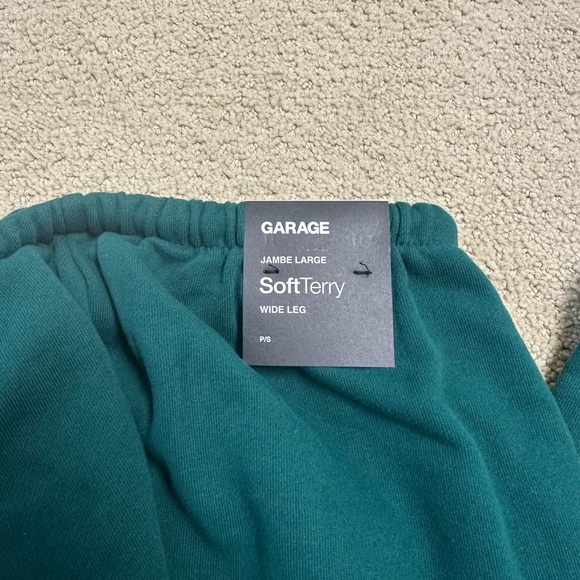 GARAGE
JAMBE LARGE
SoftTerry
WIDE LEG
P/S